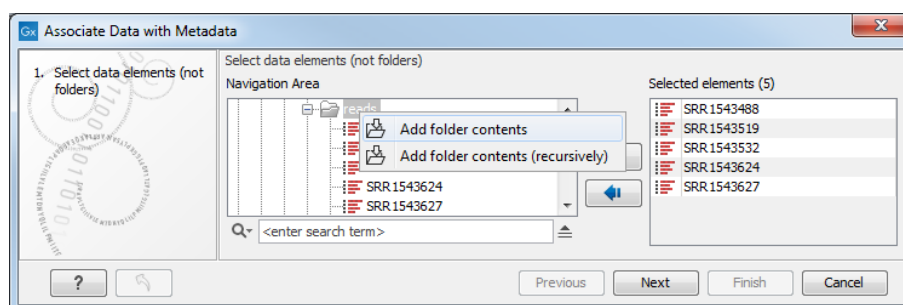 Gx Associate Data with Metadata
X
1. Select data elements (not
folders)
Select data elements (not folders)
Navigation Area
reads
Add folder contents
Add folder contents (recursively)
SRR1543624
SRR1543627
<enter search term>
Selected elements (5)
SRR1543488
SRR1543519
SRR1543532
SRR1543624
SRR1543627
?
Previous
Next
Finish
Cancel